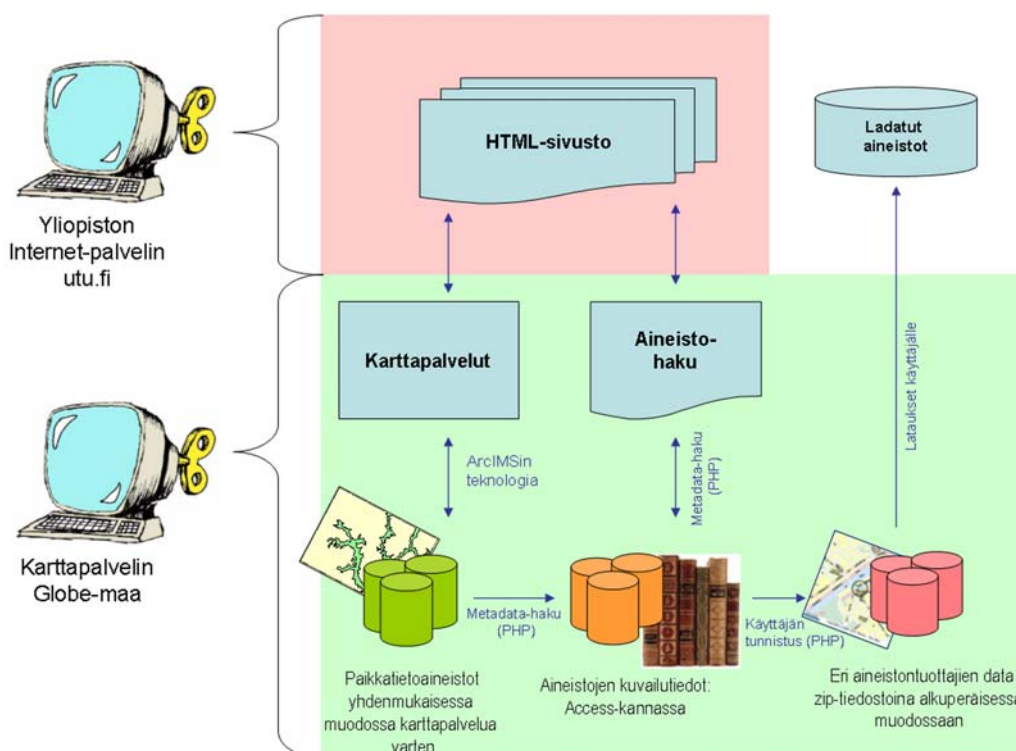 HTML-sivusto
Ladatut
aineistot
Yliopiston
Internet-palvelin
utu.fi
Karttapalvelut
Aineisto-
haku
Lataukset käyttäjälle
ArcIMSin
teknologia
Metadata-haku
(PHP)
Karttapalvelin
Globe-maa
Metadata-haku
(PHP)
Käyttäjän
tunnistus (PHP)
Paikkatietoaineistot
yhdenmukaisessa
muodossa karttapalvelua
varten
Aineistojen kuvailutiedot:
Access-kannassa
Eri aineistontuottajien data
zip-tiedostoina alkuperäisessä
muodossaan